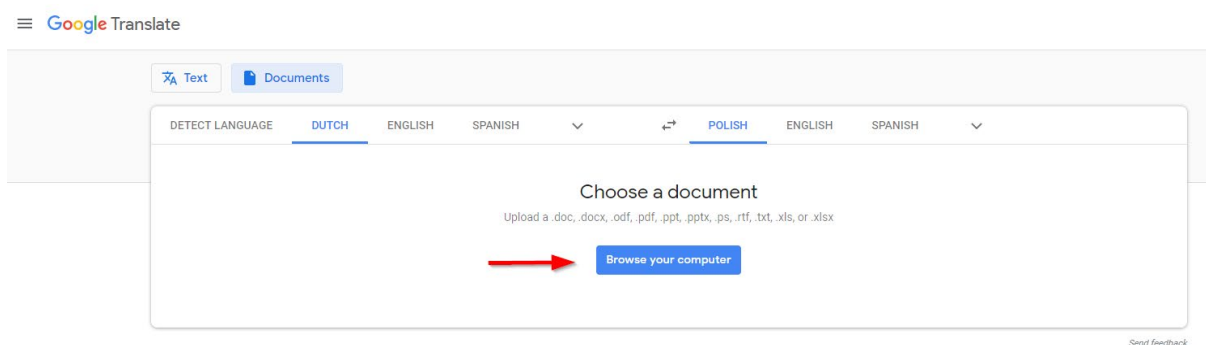 Google Translate
Text Documents
DETECT LANGUAGE DUTCH ENGLISH SPANISH POLISH ENGLISH SPANISH
Choose a document
Upload a .doc, .docx, .odf, .pdf, .ppt, .pptx, .ps, .rtf, .txt, .xls, or .xlsx
Browse your computer
Send feedback